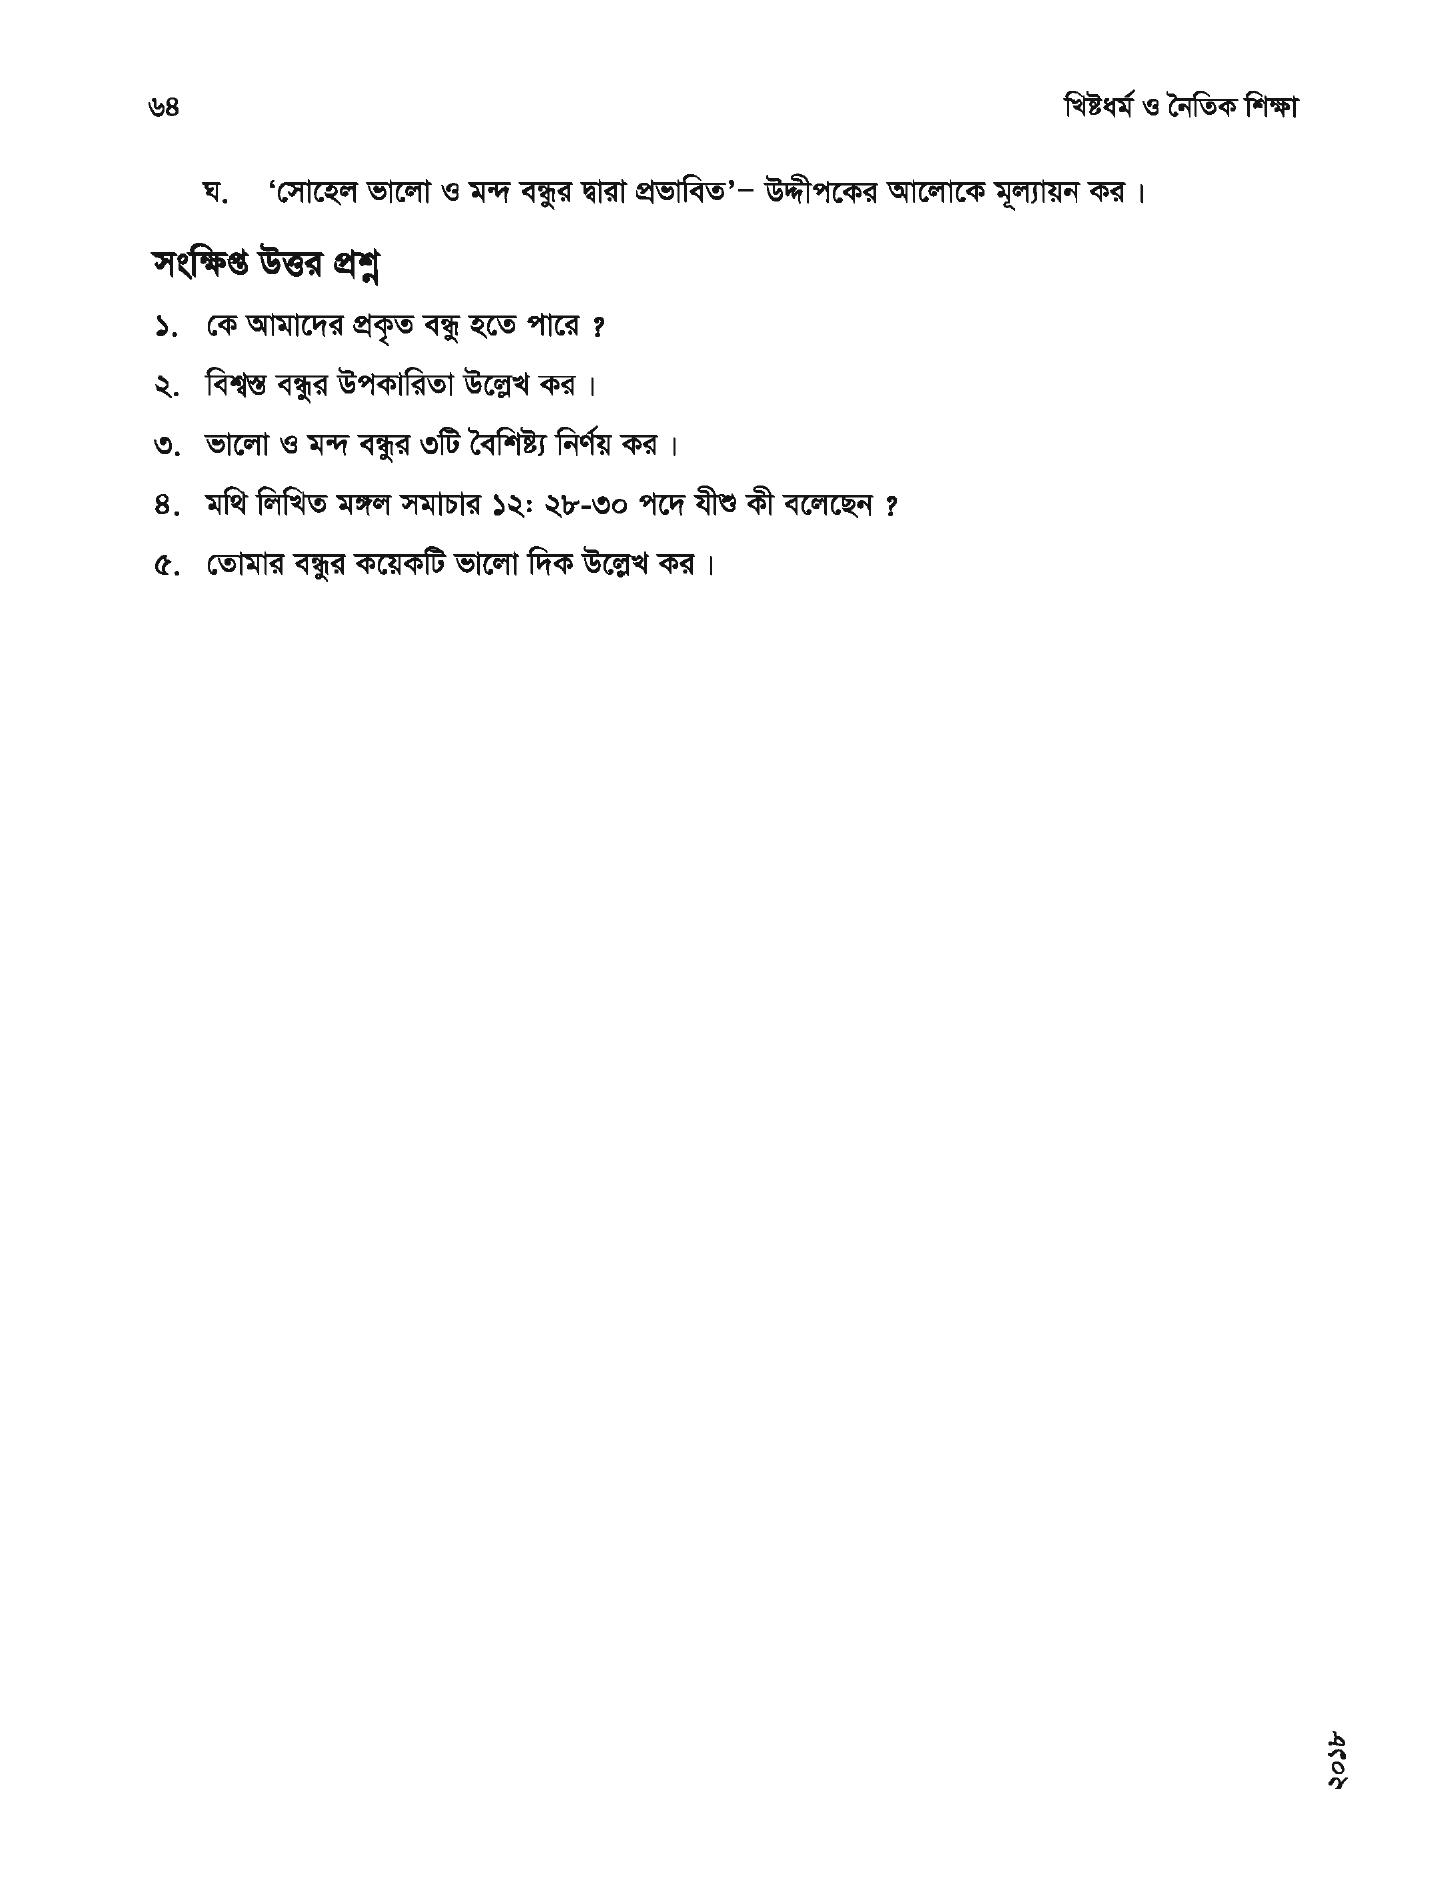 ৬৪ খ্রিষ্টধর্ম ও নৈতিক শিক্ষা
ঘ. ‘সোহেল ভালো ও মন্দ বন্ধুর দ্বারা প্রভাবিত’– উদ্দীপকের আলোকে মূল্যায়ন কর।
সংক্ষিপ্ত উত্তর প্রশ্ন
১. কে আমাদের প্রকৃত বন্ধু হতে পারে ?
২. বিশ্বস্ত বন্ধুর উপকারিতা উল্লেখ কর।
৩. ভালো ও মন্দ বন্ধুর ৩টি বৈশিষ্ট্য নির্ণয় কর।
৪. মথি লিখিত মঙ্গল সমাচার ১২: ২৮-৩০ পদে যীশু কী বলেছেন ?
৫. তোমার বন্ধুর কয়েকটি ভালো দিক উল্লেখ কর।
২০১৮